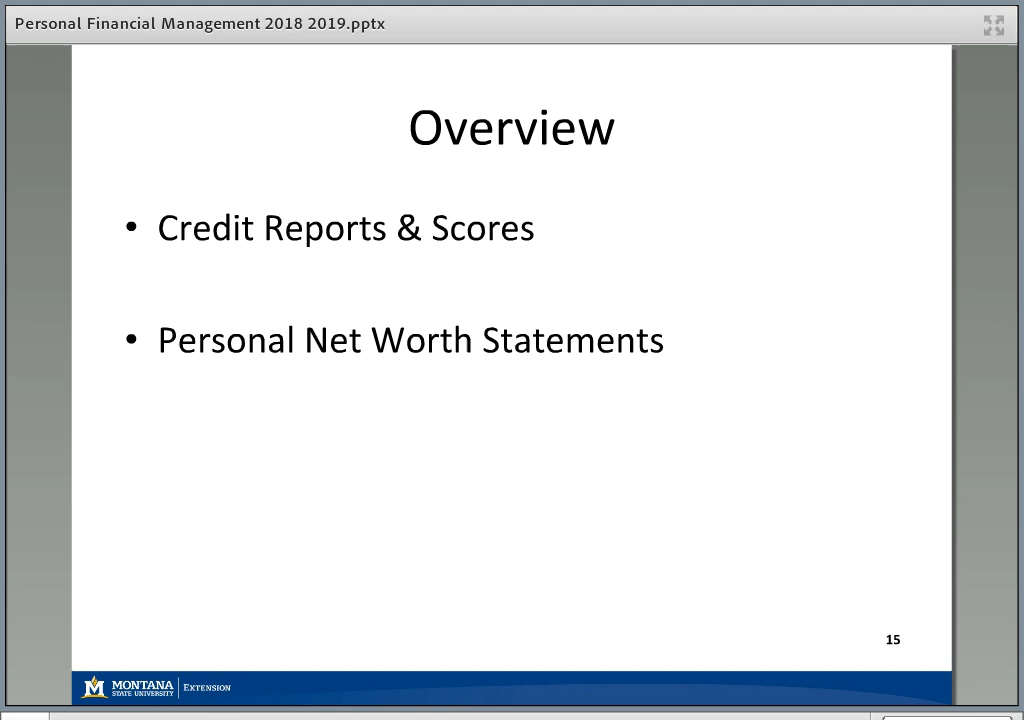 Personal Financial Management 2018 2019.pptx
Overview
• Credit Reports & Scores
• Personal Net Worth Statements
15
M MONTANA STATE UNIVERSITY | EXTENSION